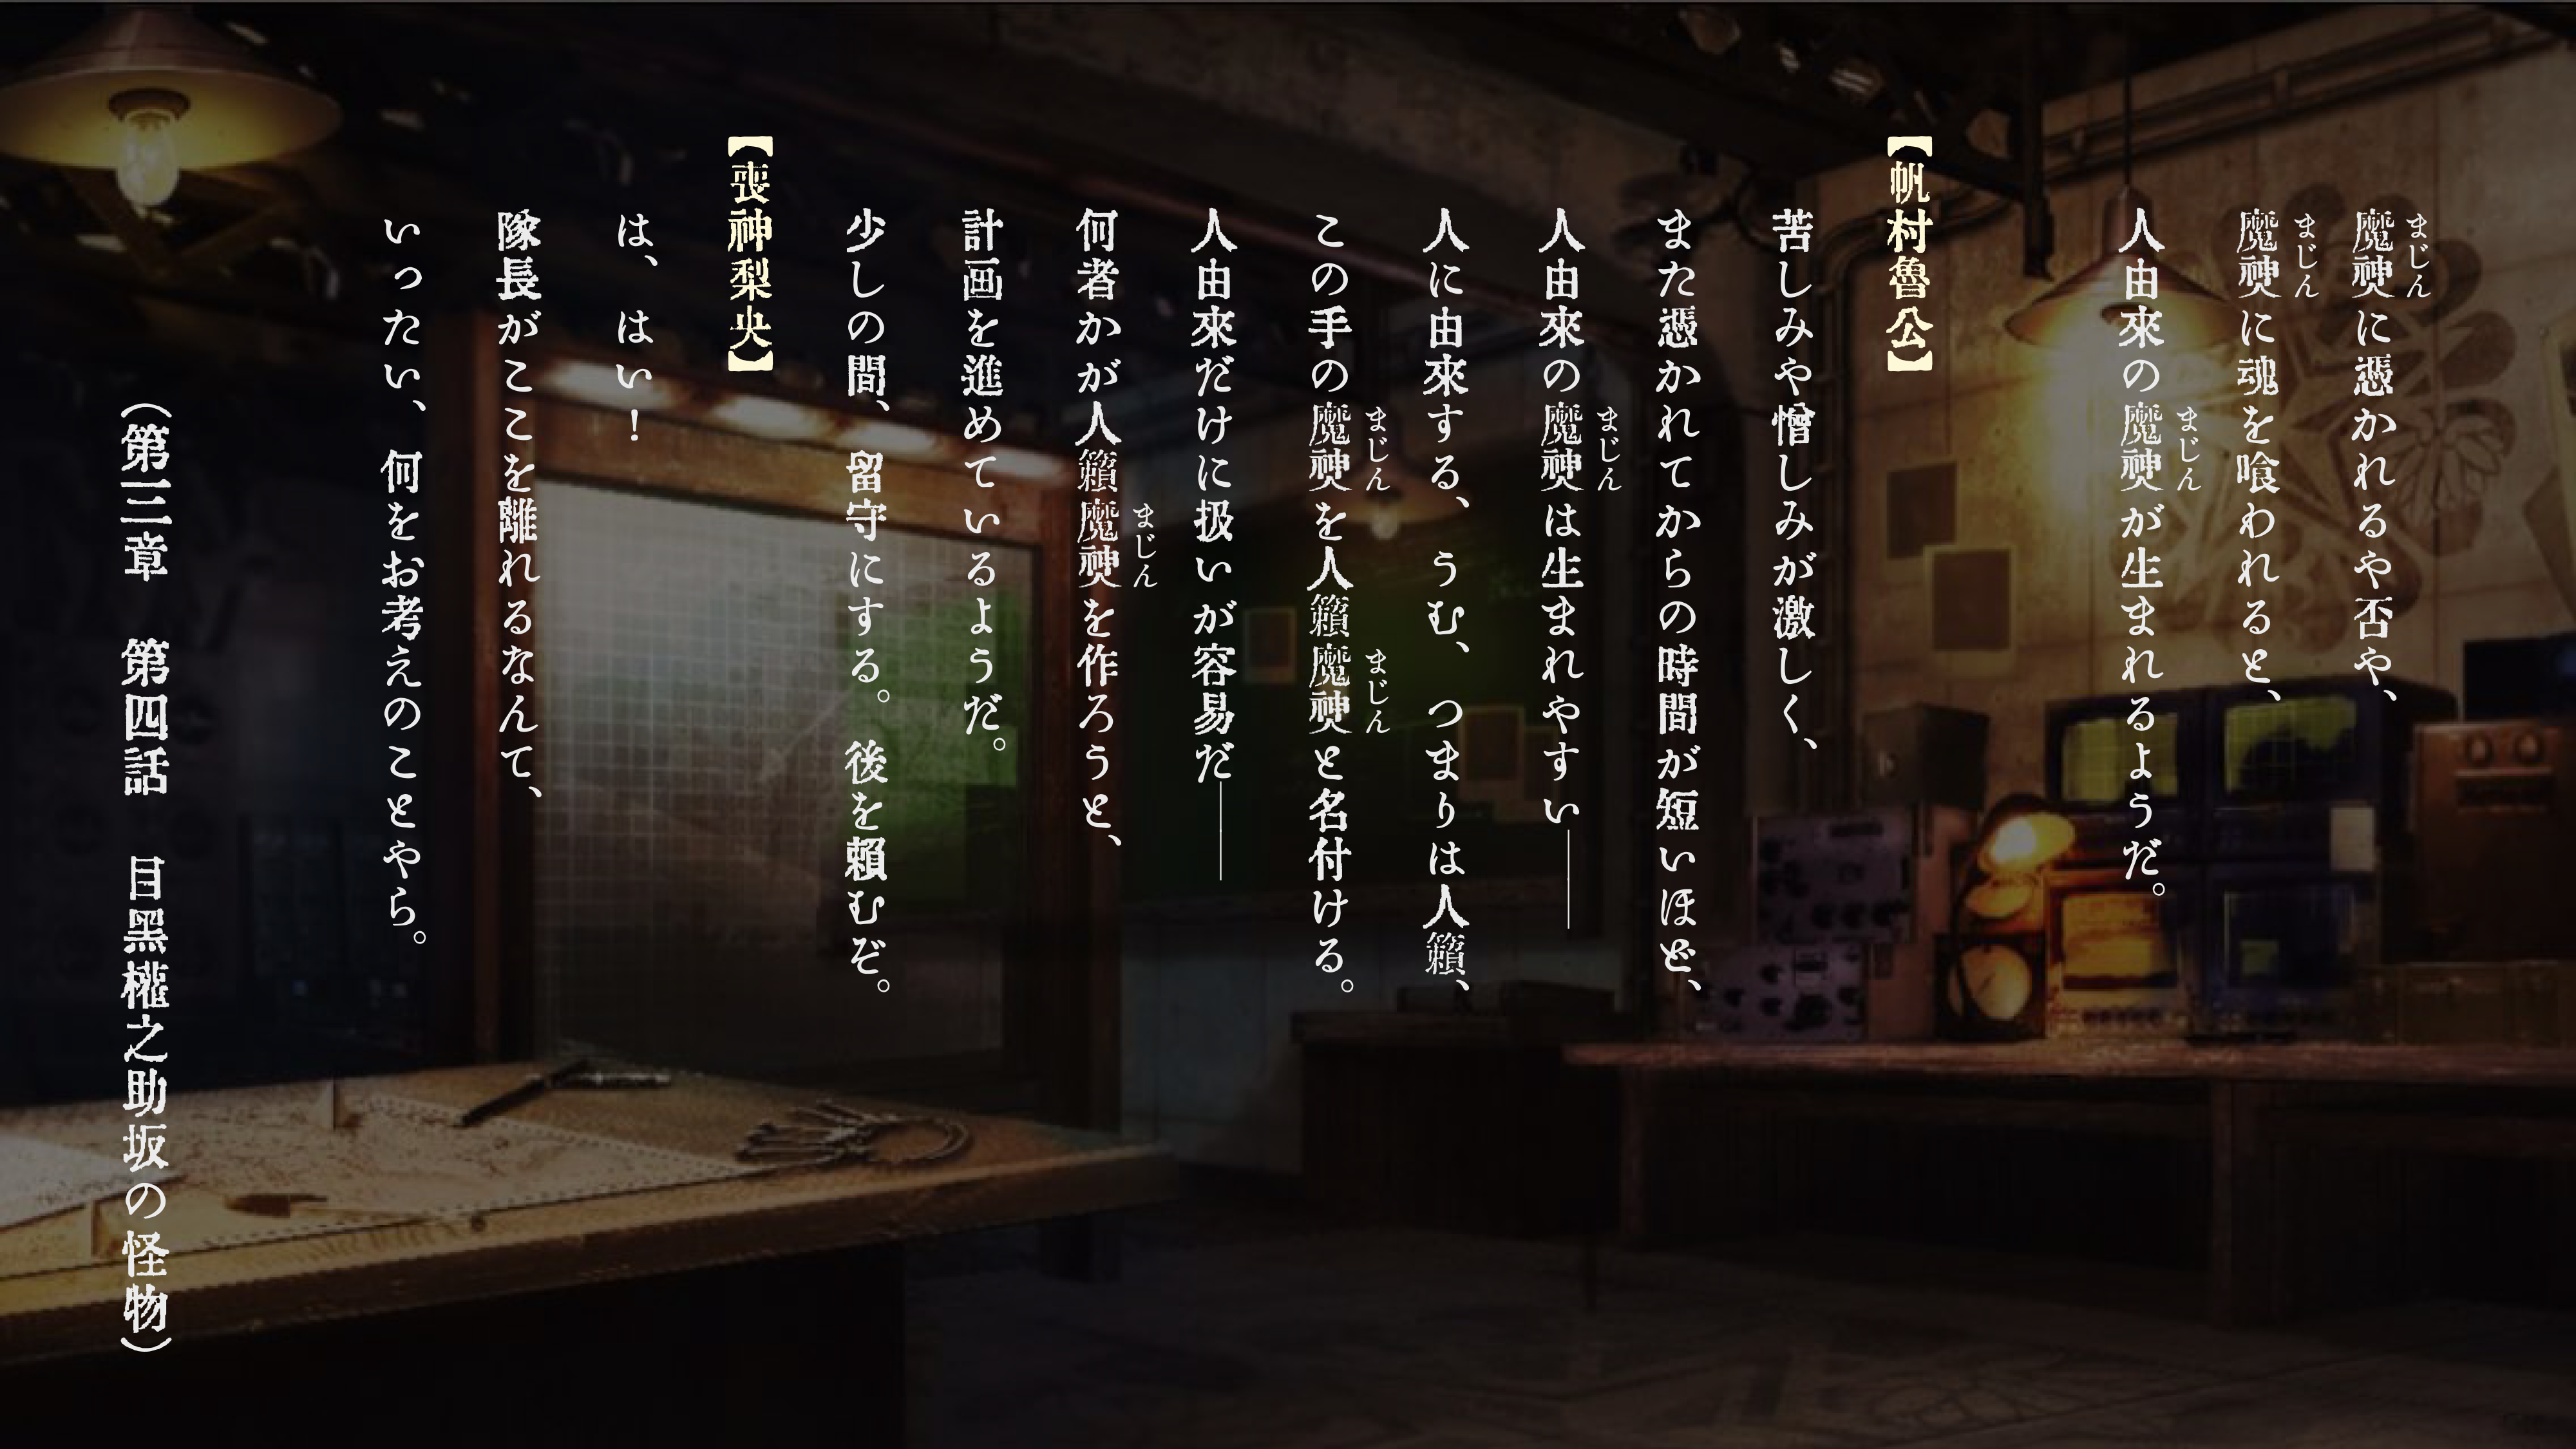 魔神に憑かれるや否や、
魔神に魂を喰われると、
人由來の魔神が生まれるようだ。
【帆村魯公】
苦しみや憎しみが激しく、
また憑かれてからの時間が短いほど、
人由來の魔神は生まれやすい――
人に由來する、うむ、つまりは人籟、
この手の魔神を人籟魔神と名付ける。
人由來だけに扱いが容易だ――
何者かが人籟魔神を作ろうと、
計画を進めているようだ。
少しの間、留守にする。後を賴むぞ。
【喪神梨央】
は、はい！
隊長がここを離れるなんて、
いったい、何をお考えのことやら。
（第三章　第四話　目黑權之助坂の怪物）